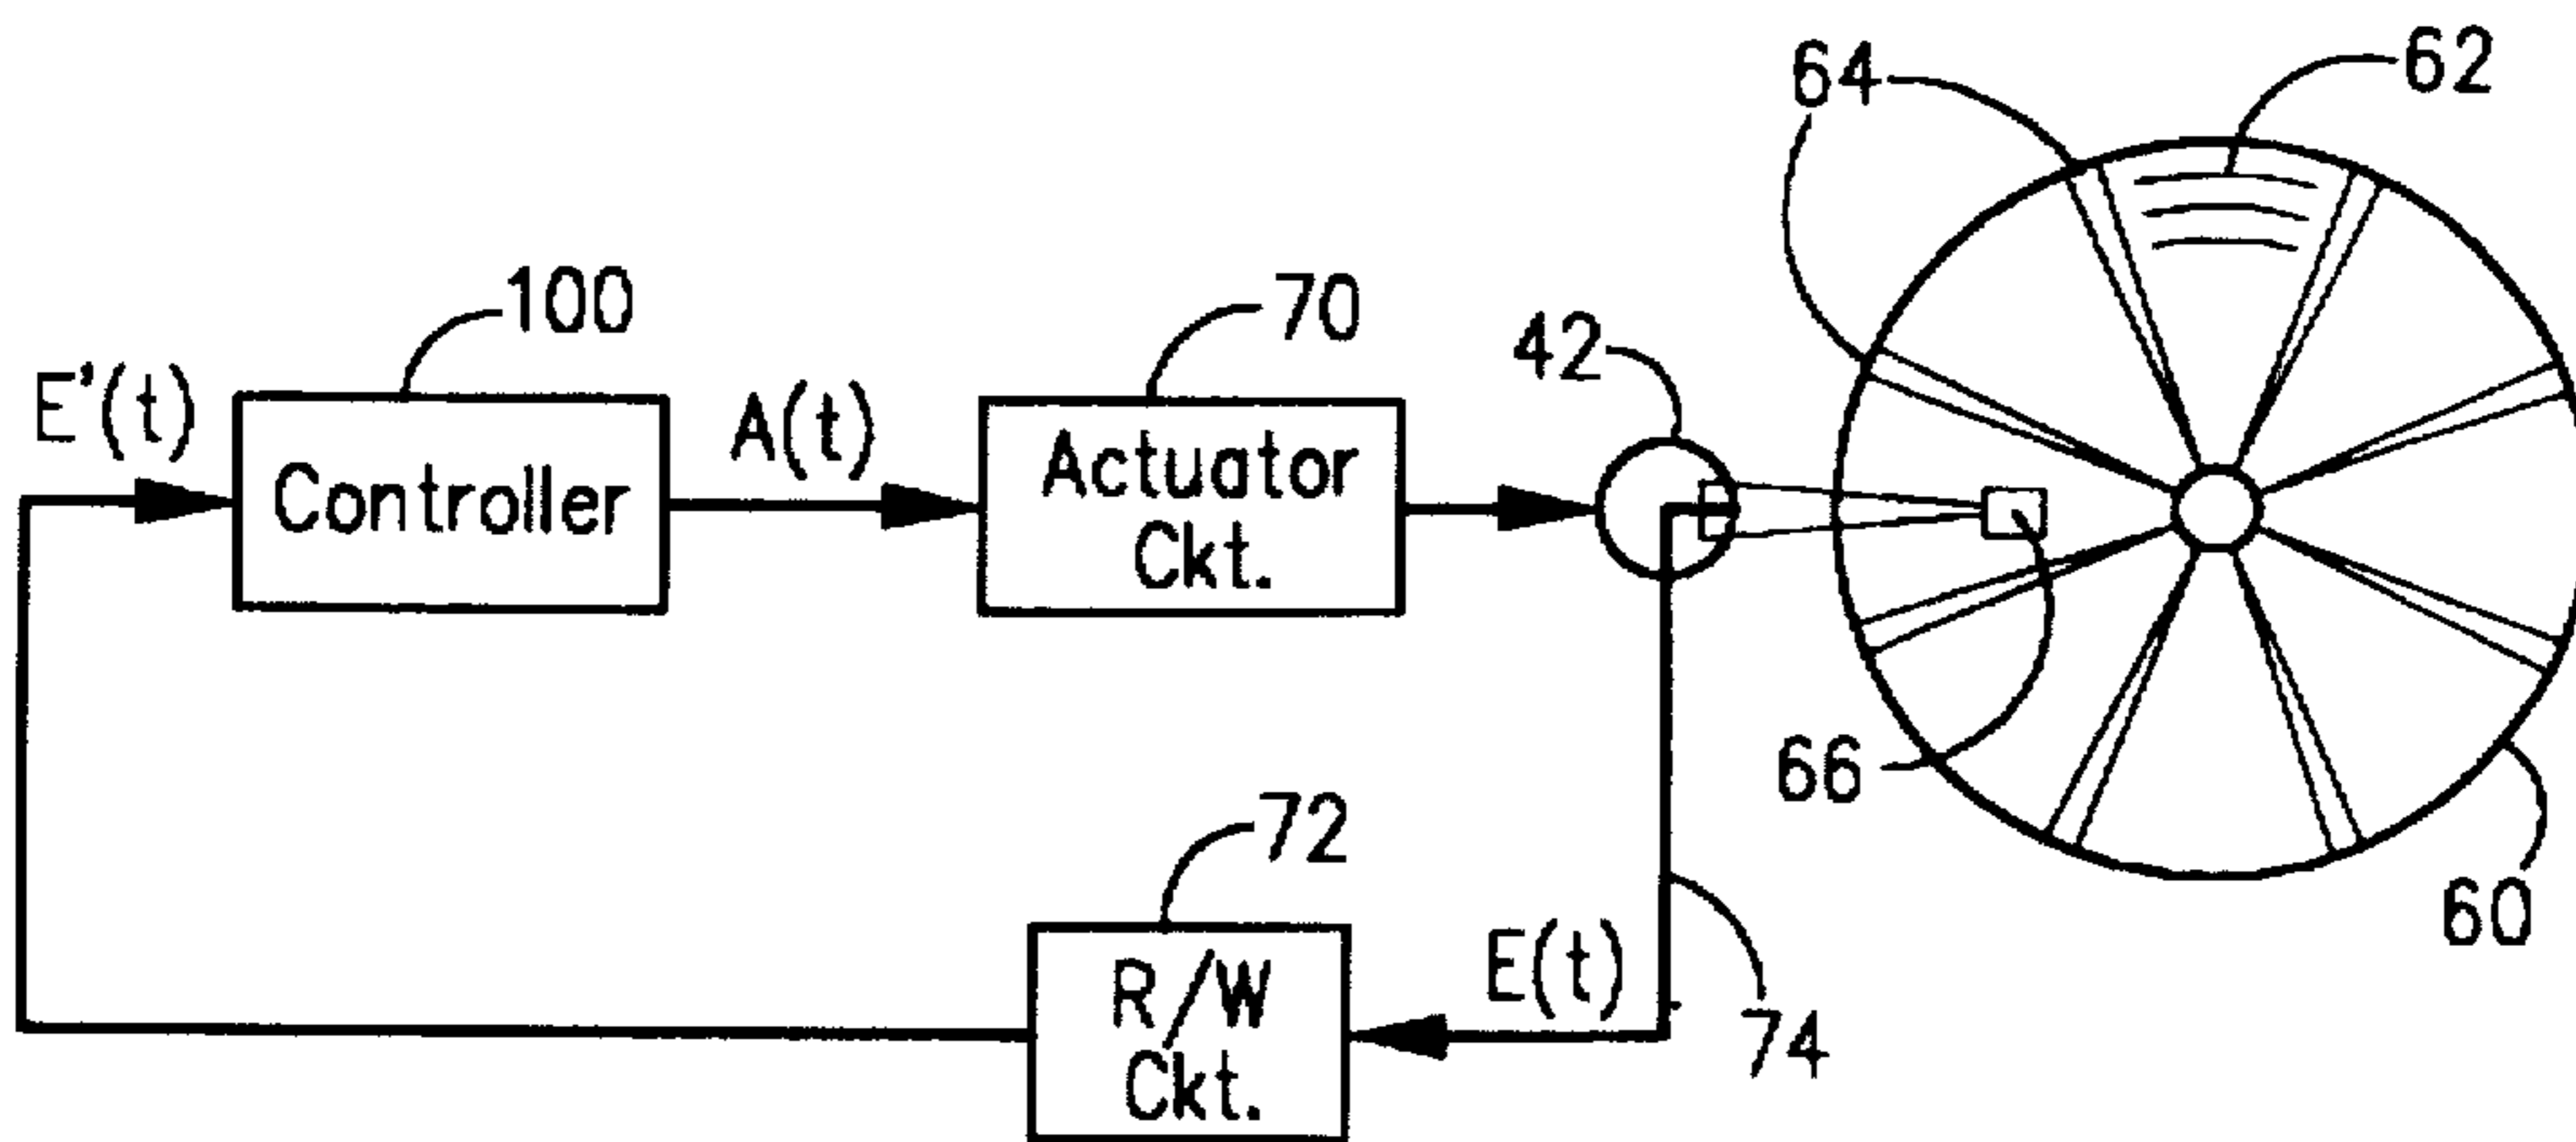 64
62
100
70
42
E'(t)
Controller
A(t)
Actuator
Ckt.
66
72
60
R/W
Ckt.
E(t)
74